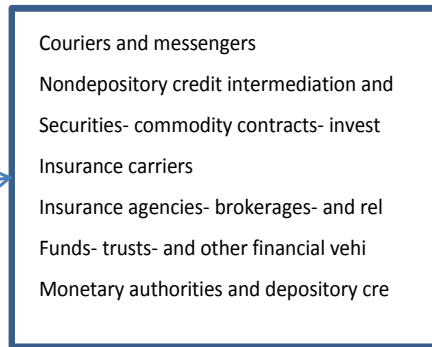 Couriers and messengers
Nondepository credit intermediation and
Securities- commodity contracts- invest
Insurance carriers
Insurance agencies- brokerages- and rel
Funds- trusts- and other financial vehi
Monetary authorities and depository cre